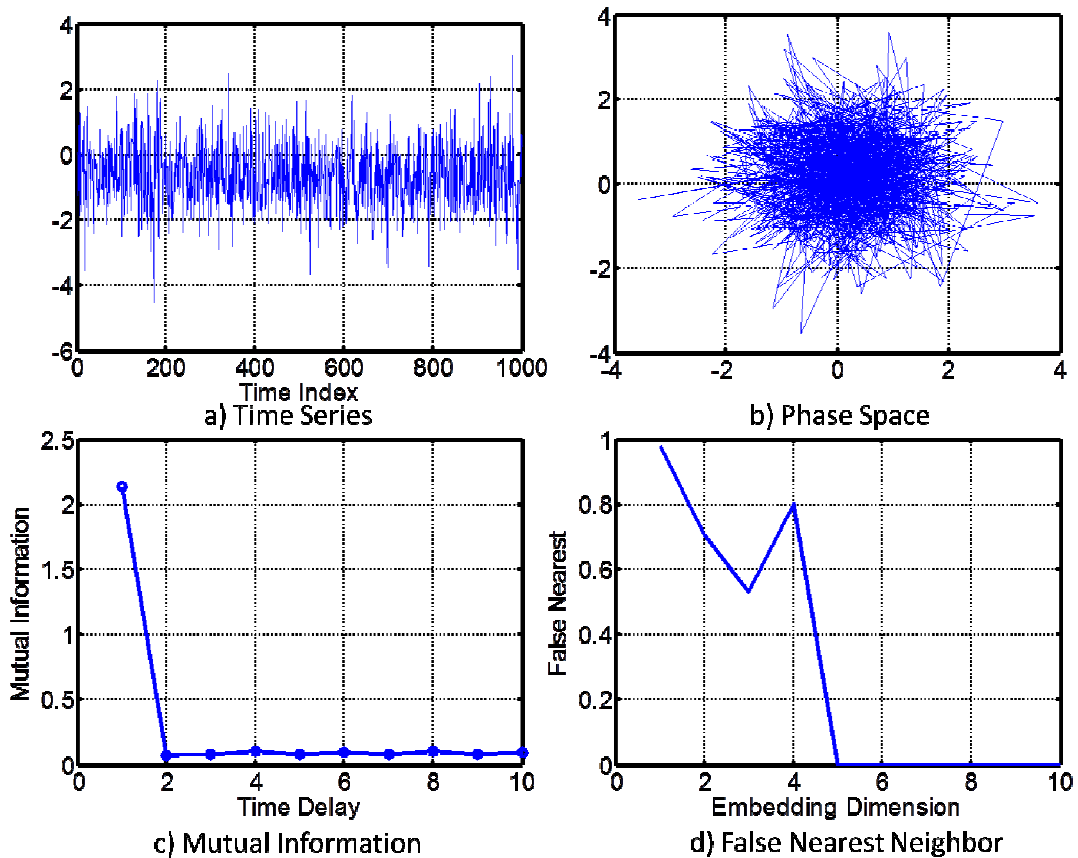 4
2
0
-2
-4
-6
0 200 400 600 800 1000
Time Index
a) Time Series
4
2
0
-2
-4
-4 -2 0 2 4
b) Phase Space
2.5
2
1.5
1
0.5
0
Mutual Information
0 2 4 6 8 10
Time Delay
c) Mutual Information
1
0.8
0.6
0.4
0.2
0
False Nearest
0 2 4 6 8 10
Embedding Dimension
d) False Nearest Neighbor